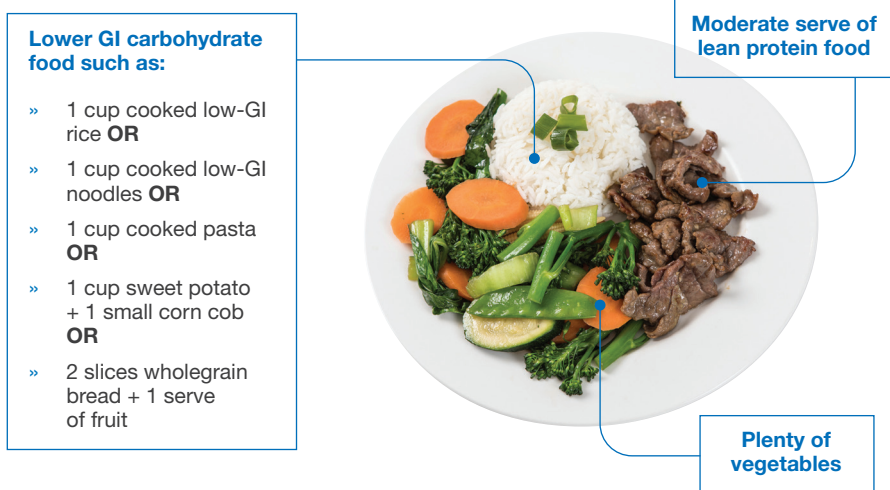 Lower GI carbohydrate
food such as:
» 1 cup cooked low-GI
rice OR
» 1 cup cooked low-GI
noodles OR
» 1 cup cooked pasta
OR
» 1 cup sweet potato
+ 1 small corn cob
OR
» 2 slices wholegrain
bread + 1 serve
of fruit
Moderate serve of
lean protein food
Plenty of
vegetables